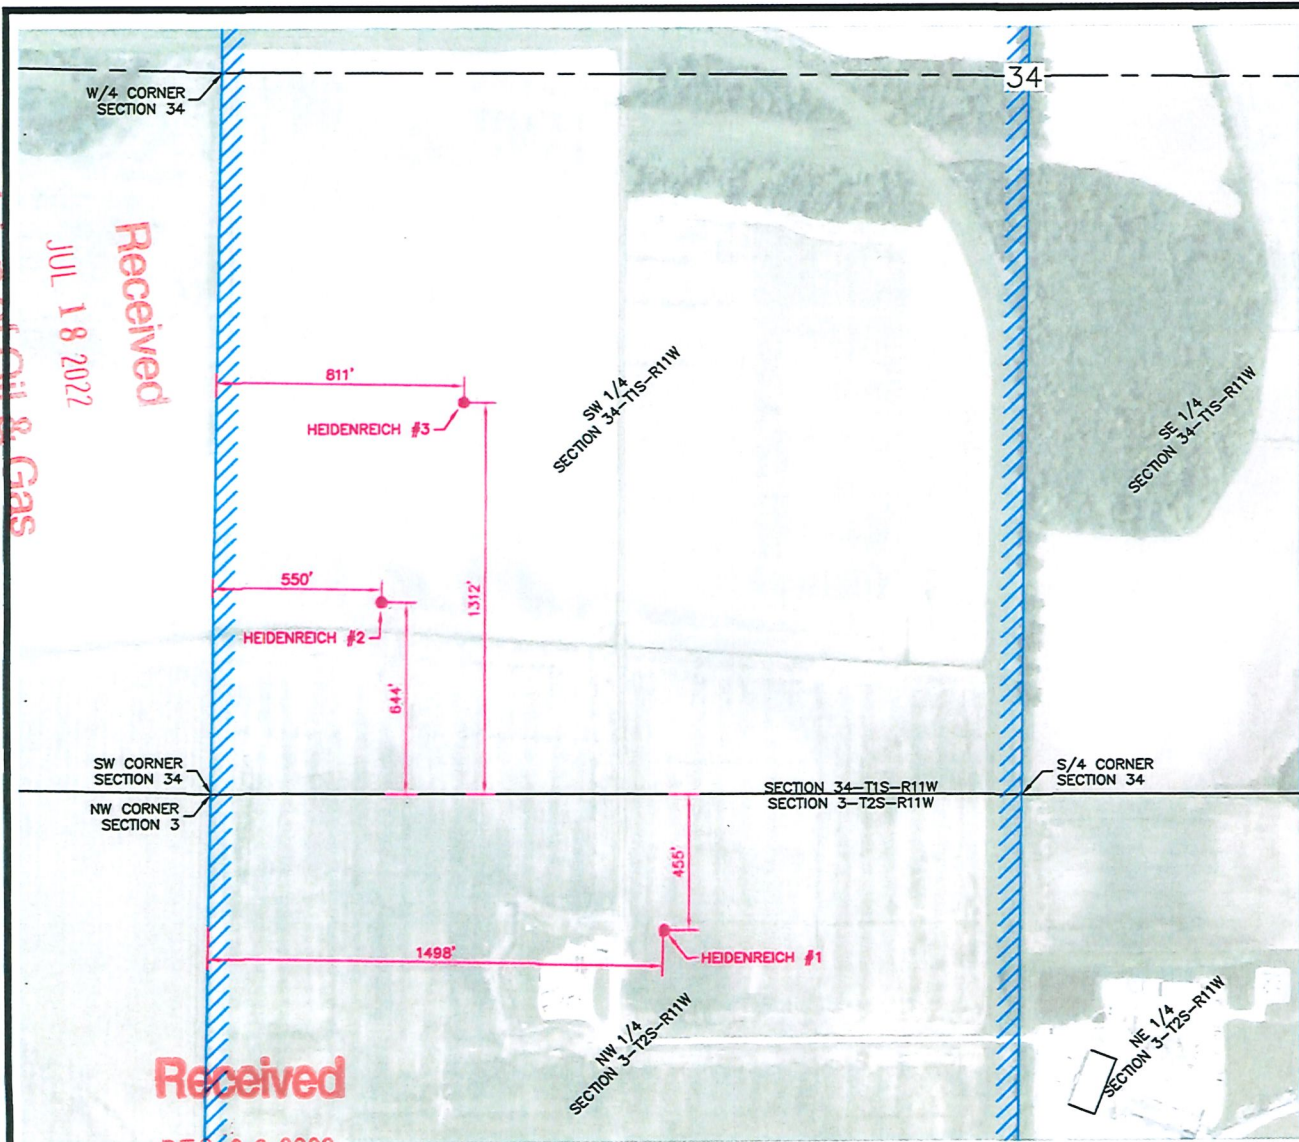 34
W/4 CORNER
SECTION 34
Received
JUL 18 2022
Oil & Gas
811'
HEIDENREICH #3
SW 1/4
SECTION 34-T1S-R11W
SE 1/4
SECTION 34-T1S-R11W
550'
HEIDENREICH #2
1312'
644'
SW CORNER
SECTION 34
NW CORNER
SECTION 3
SECTION 34-T1S-R11W
SECTION 3-T2S-R11W
S/4 CORNER
SECTION 34
455'
1498'
HEIDENREICH #1
NW 1/4
SECTION 3-T2S-R11W
NE 1/4
SECTION 3-T2S-R11W
Received